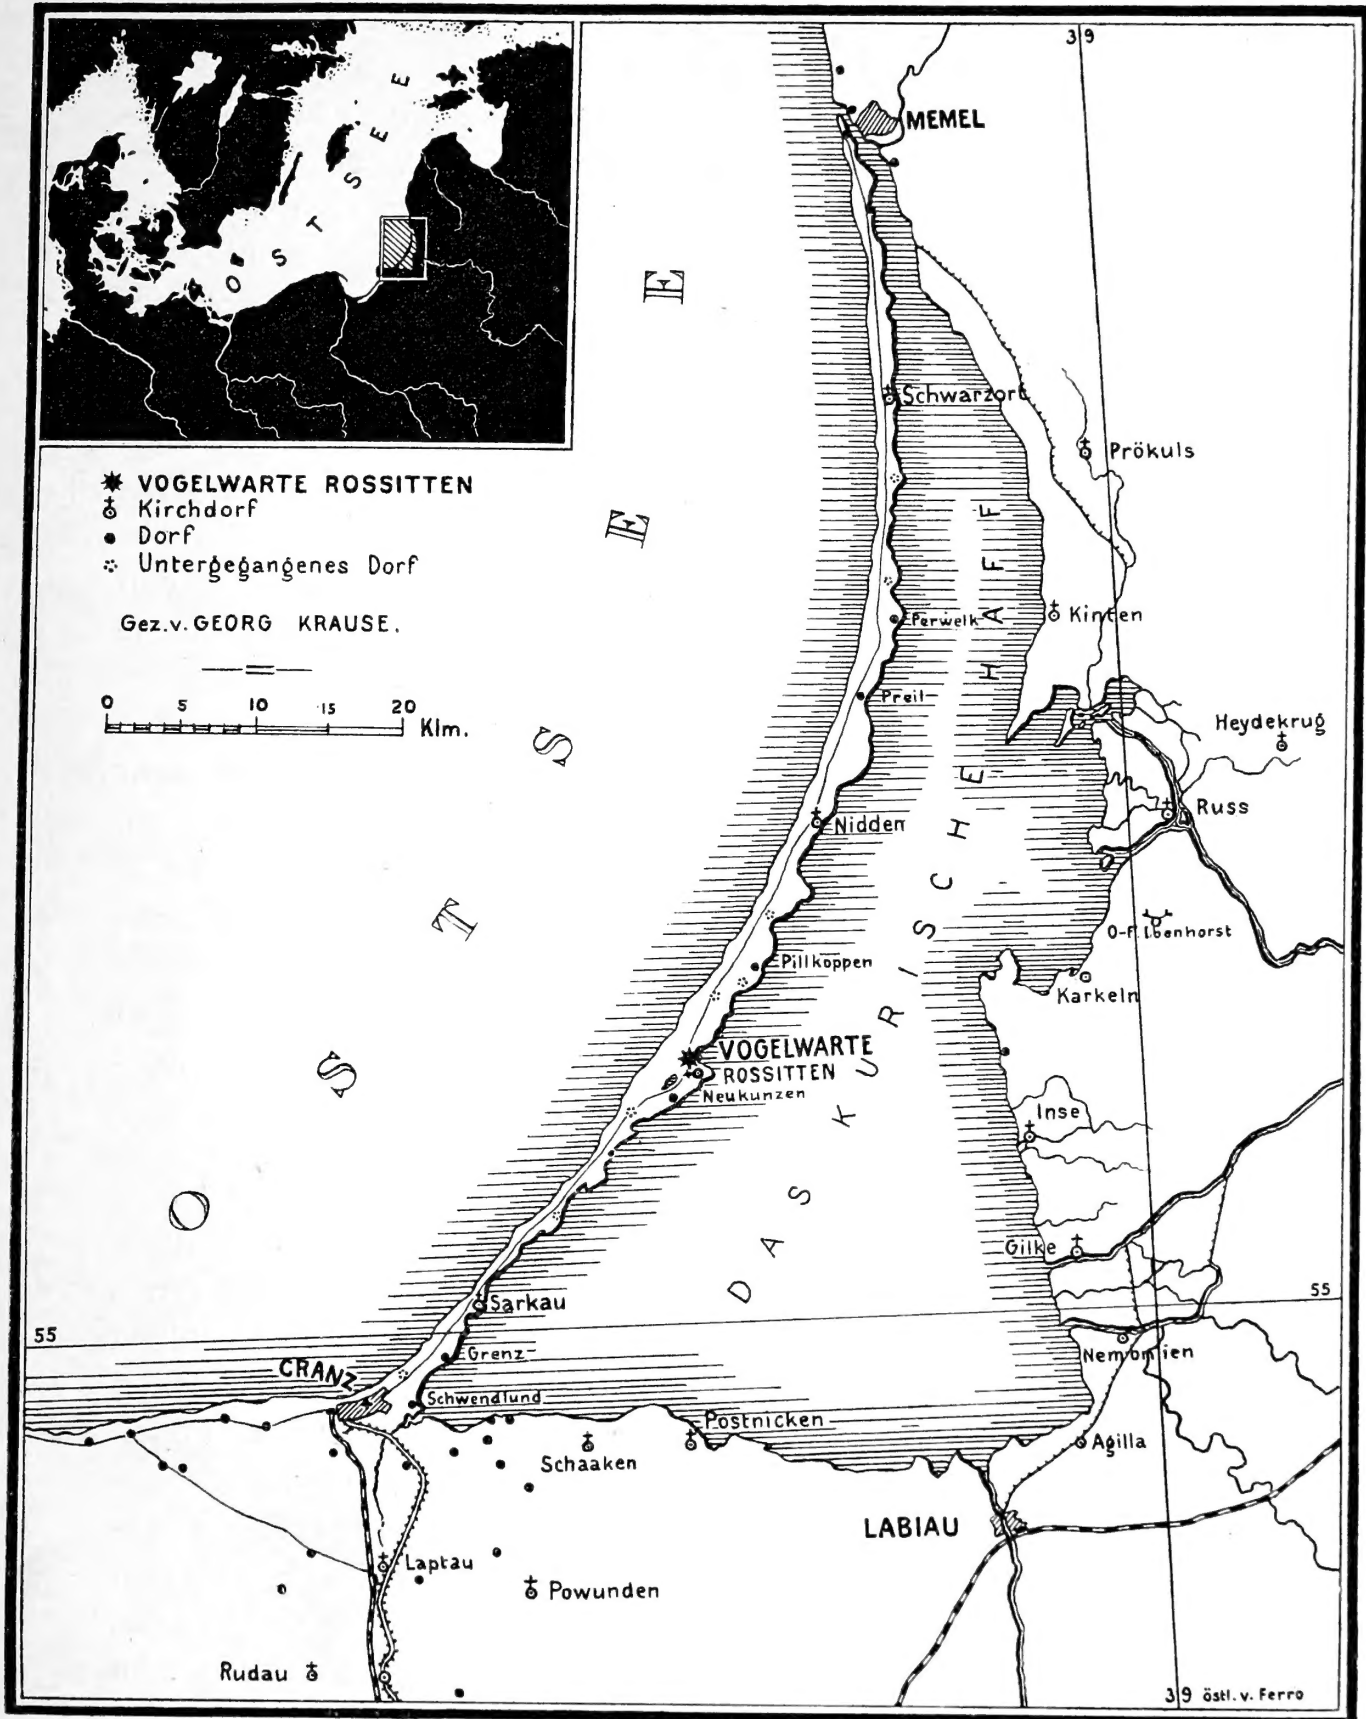 OSTSEE
VOGELWARTE ROSSITTEN
Kirchdorf
Dorf
Untergegangenes Dorf
Gez.v. GEORG KRAUSE.
0 5 10 15 20 Klm.
39
MEMEL
OSTSEE
Schwarzort
Prökuls
Perwelk
Kinten
Preil
Heydekrug
Nidden
Russ
O-f. Ibenhorst
Pillkoppen
Karkeln
VOGELWARTE
ROSSITTEN
Neukunzen
Inse
DAS KURISCHE HAFF
Gilke
Sarkau
55
55
Grenz
Nemonien
CRANZ
Schwendlund
Postnicken
Schaaken
Agilla
LABIAU
Laptau
Powunden
Rudau
39 östl. v. Ferro